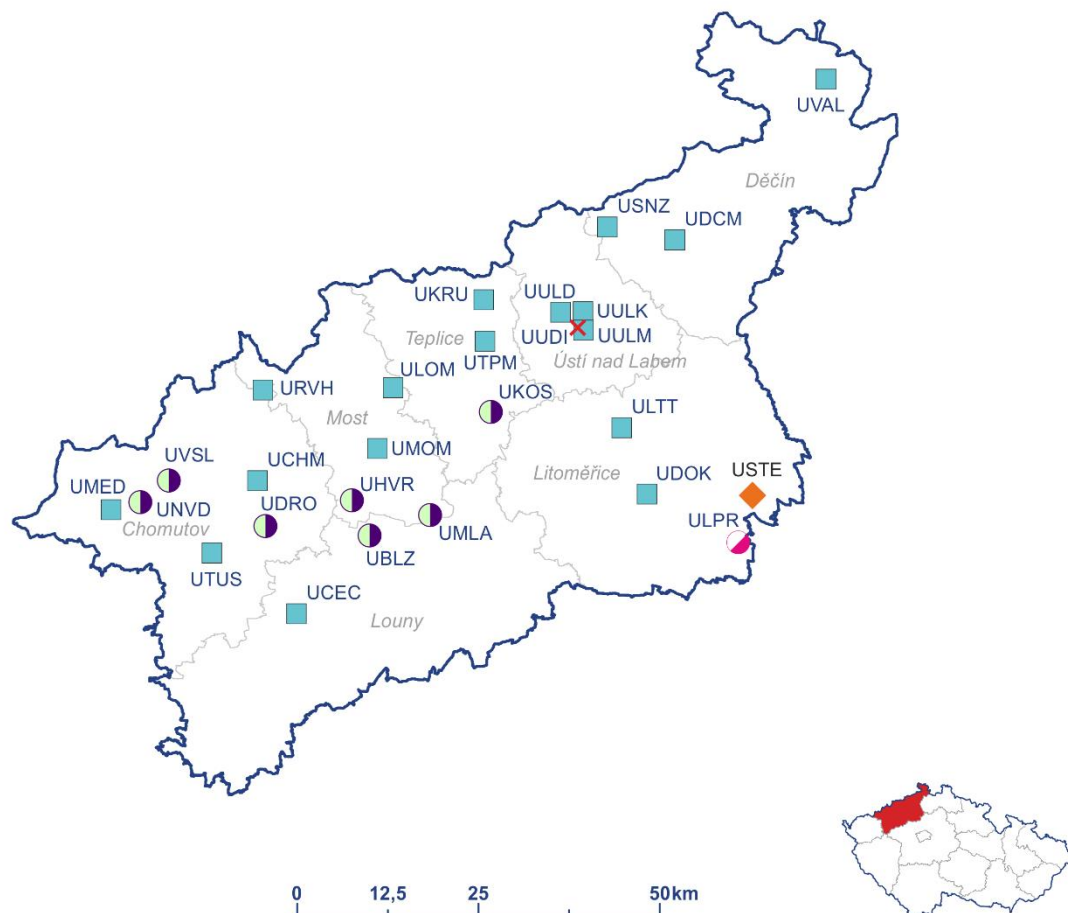 UVAL
Děčín
USNZ
UDCM
UKRU
UULD
UULK
UUDI
UULM
Teplice
UTPM
Ústí nad Labem
ULOM
URVH
UKOS
ULTT
Most
UMOM
UVSL
UCHM
Litoměřice
UDOK
USTE
UMED
UNVD
UDRO
UHVR
Chomutov
UMLA
ULPR
UBLZ
UTUS
UCEC
Louny
0 12,5 25 50km